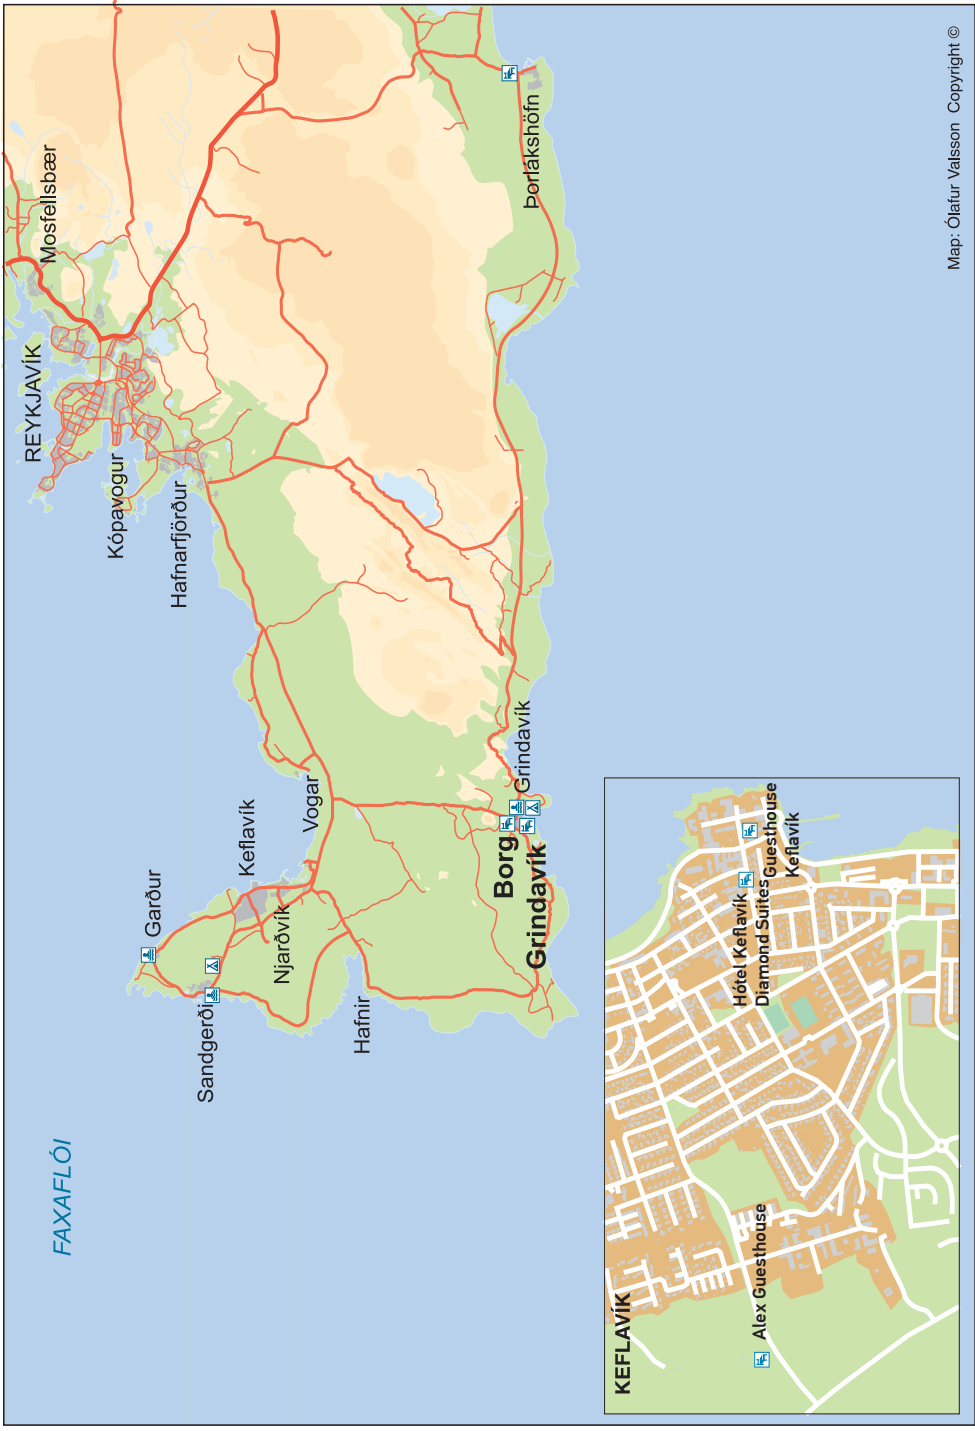 FAXAFLÓI
REYKJAVÍK
Mosfellsbær
Kópavogur
Hafnarfjörður
Garður
Sandgerði
Keflavík
Njarðvík
Vogar
Hafnir
Borg
Grindavík
Grindavík
Þorlákshöfn
KEFLAVÍK
Alex Guesthouse
Hótel Keflavík
Diamond Suites
Guesthouse
Keflavík
Map: Ólafur Valsson Copyright ©